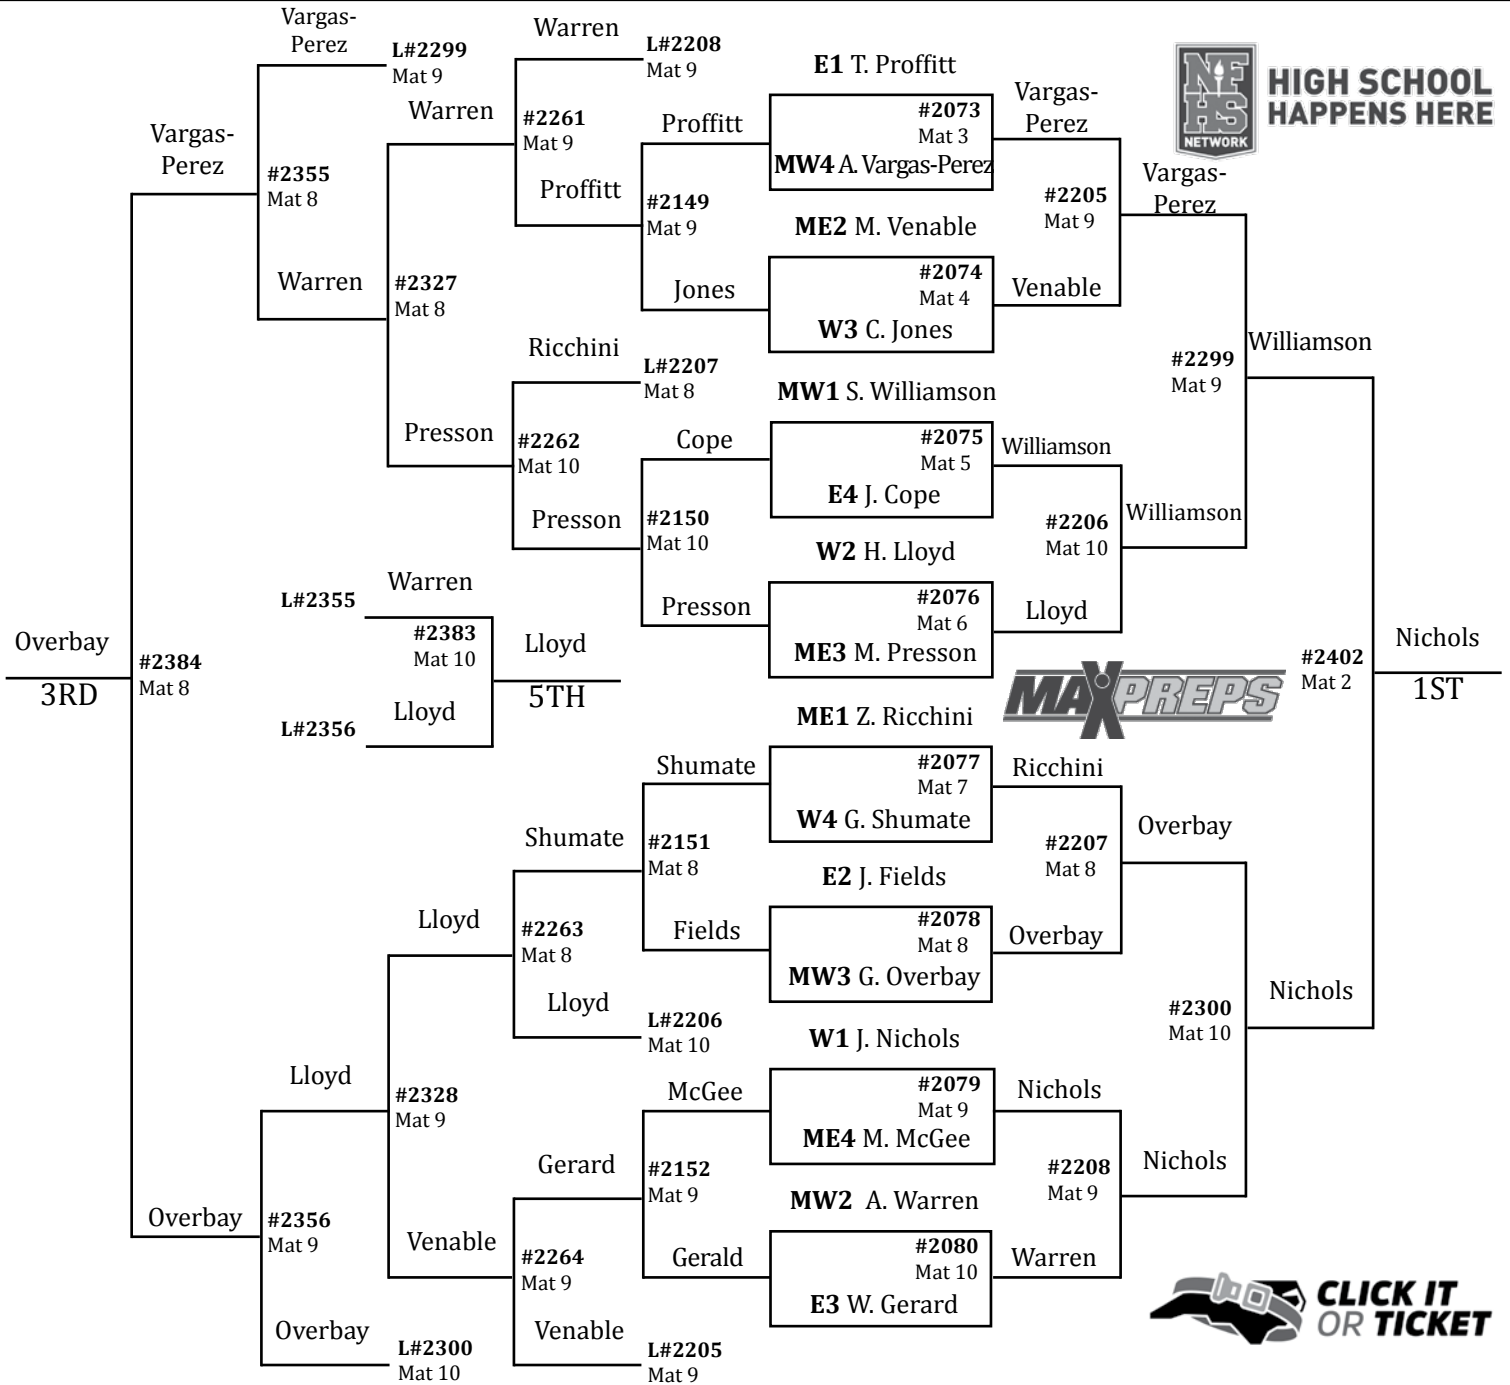 Vargas-
Perez
L#2299
Mat 9
Warren
L#2208
Mat 9
E1 T. Proffitt
NF
HS
NETWORK
HIGH SCHOOL
HAPPENS HERE
Vargas-
Perez
#2355
Mat 8
Warren
#2261
Mat 9
Proffitt
#2073
Mat 3
MW4 A. Vargas-Perez
Vargas-
Perez
Proffitt
#2149
Mat 9
ME2 M. Venable
#2205
Mat 9
Vargas-
Perez
Warren
#2327
Mat 8
Jones
#2074
Mat 4
W3 C. Jones
Venable
Ricchini
L#2207
Mat 8
MW1 S. Williamson
#2299
Mat 9
Williamson
Presson
#2262
Mat 10
Cope
#2075
Mat 5
E4 J. Cope
Williamson
Presson
#2150
Mat 10
W2 H. Lloyd
#2206
Mat 10
Williamson
L#2355
Warren
#2383
Mat 10
Lloyd
L#2356
Lloyd
5TH
Presson
#2076
Mat 6
ME3 M. Presson
Lloyd
Overbay
3RD
#2384
Mat 8
MAXPREPS
#2402
Mat 2
Nichols
1ST
ME1 Z. Ricchini
Shumate
#2077
Mat 7
W4 G. Shumate
Ricchini
Shumate
#2151
Mat 8
E2 J. Fields
#2207
Mat 8
Overbay
Lloyd
#2263
Mat 8
Fields
#2078
Mat 8
MW3 G. Overbay
Overbay
Lloyd
L#2206
Mat 10
W1 J. Nichols
#2300
Mat 10
Nichols
Lloyd
#2328
Mat 9
McGee
#2079
Mat 9
ME4 M. McGee
Nichols
Gerard
#2152
Mat 9
MW2 A. Warren
#2208
Mat 9
Nichols
Overbay
#2356
Mat 9
Venable
#2264
Mat 9
Gerald
#2080
Mat 10
E3 W. Gerard
Warren
Overbay
L#2300
Mat 10
Venable
L#2205
Mat 9
CLICK IT
OR TICKET